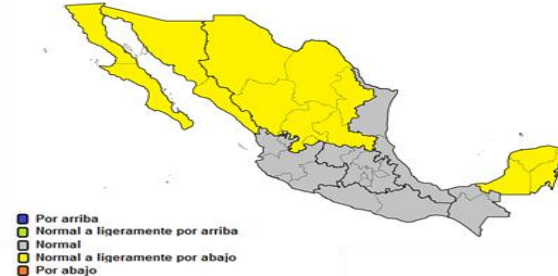 Por arriba
Normal a ligeramente por arriba
Normal
Normal a ligeramente por abajo
Por abajo